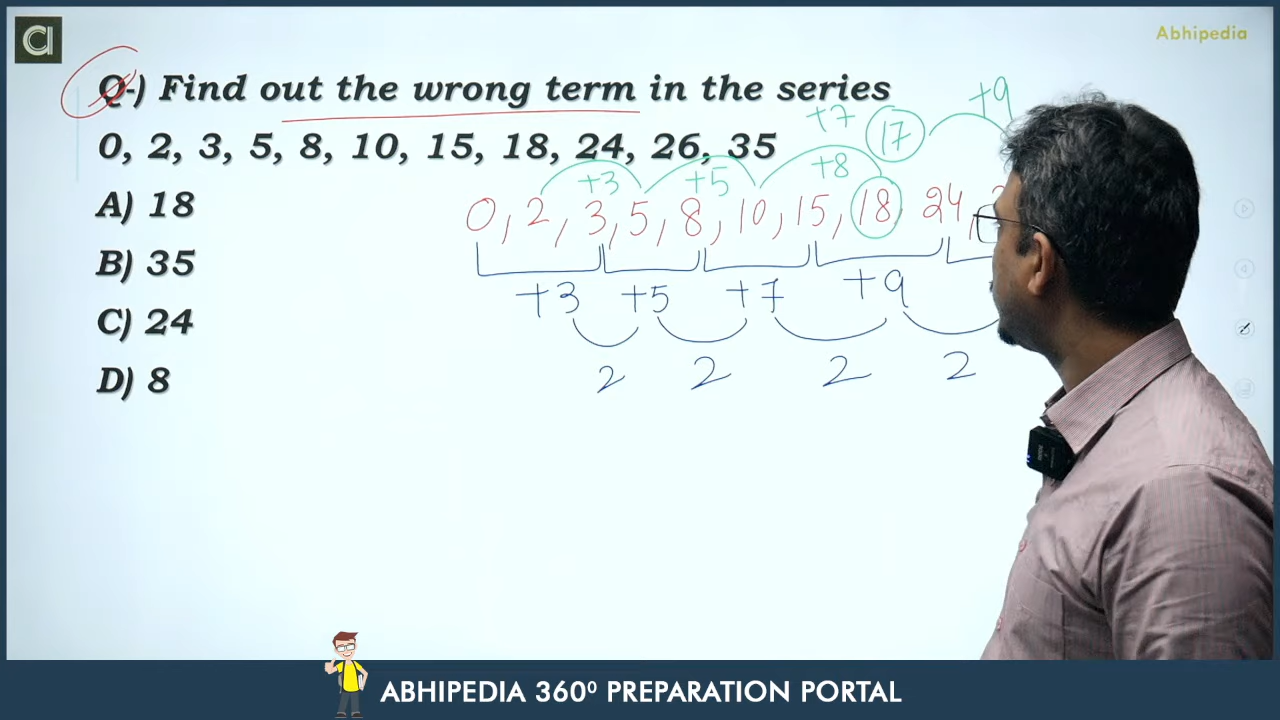 Abhipedia
Q-) Find out the wrong term in the series
0, 2, 3, 5, 8, 10, 15, 18, 24, 26, 35
A) 18
B) 35
C) 24
D) 8
+7 17 +9
+3 +5 +8
0, 2, 3, 5, 8, 10, 15, 18, 24,
+3 +5 +7 +9
2 2 2 2
ABHIPEDIA 360⁰ PREPARATION PORTAL